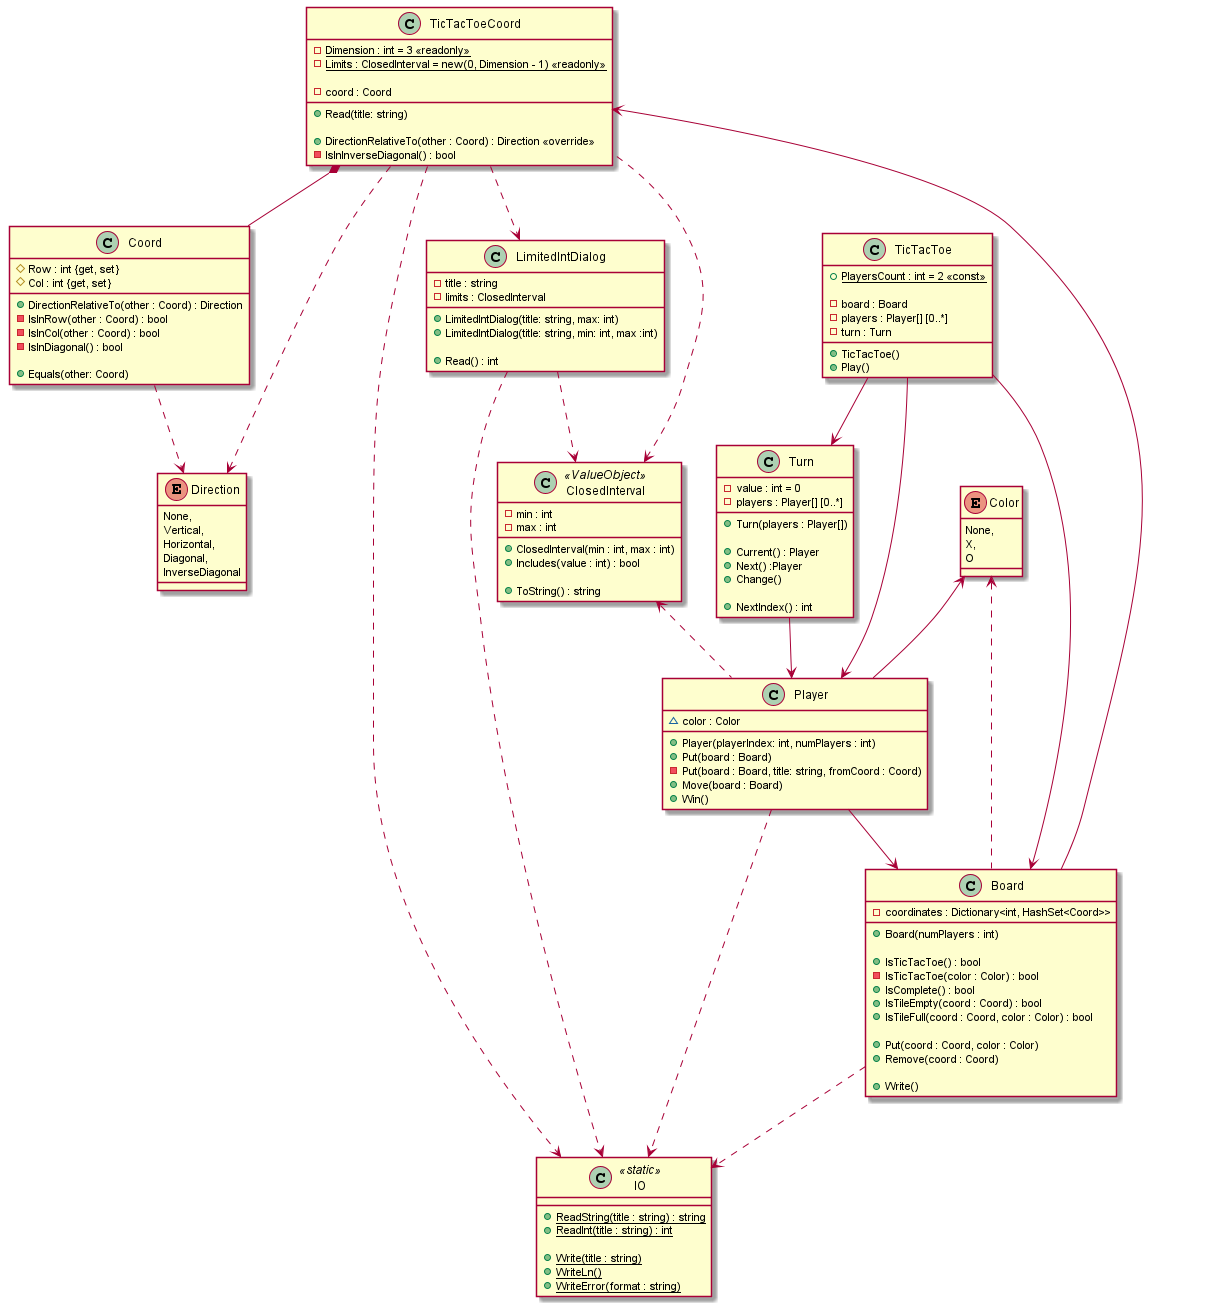 C TicTacToeCoord
Dimension : int = 3 «readonly»
Limits : ClosedInterval = new(0, Dimension - 1) «readonly»
coord : Coord
Read(title: string)
DirectionRelativeTo(other : Coord) : Direction «override»
IsInInverseDiagonal() : bool
C Coord
Row : int {get, set}
Col : int {get, set}
DirectionRelativeTo(other : Coord) : Direction
IsInRow(other : Coord) : bool
IsInCol(other : Coord) : bool
IsInDiagonal() : bool
Equals(other: Coord)
C LimitedIntDialog
title : string
limits : ClosedInterval
LimitedIntDialog(title: string, max: int)
LimitedIntDialog(title: string, min: int, max :int)
Read() : int
C TicTacToe
PlayersCount : int = 2 «const»
board : Board
players : Player[] [0..*]
turn : Turn
TicTacToe()
Play()
E Direction
None,
Vertical,
Horizontal,
Diagonal,
InverseDiagonal
C «ValueObject»
ClosedInterval
min : int
max : int
ClosedInterval(min : int, max : int)
Includes(value : int) : bool
ToString() : string
C Turn
value : int = 0
players : Player[] [0..*]
Turn(players : Player[])
Current() : Player
Next() :Player
Change()
NextIndex() : int
E Color
None,
X,
O
C Player
color : Color
Player(playerIndex: int, numPlayers : int)
Put(board : Board)
Put(board : Board, title: string, fromCoord : Coord)
Move(board : Board)
Win()
C Board
coordinates : Dictionary<int, HashSet<Coord>>
Board(numPlayers : int)
IsTicTacToe() : bool
IsTicTacToe(color : Color) : bool
IsComplete() : bool
IsTileEmpty(coord : Coord) : bool
IsTileFull(coord : Coord, color : Color) : bool
Put(coord : Coord, color : Color)
Remove(coord : Coord)
Write()
C «static»
IO
ReadString(title : string) : string
ReadInt(title : string) : int
Write(title : string)
WriteLn()
WriteError(format : string)